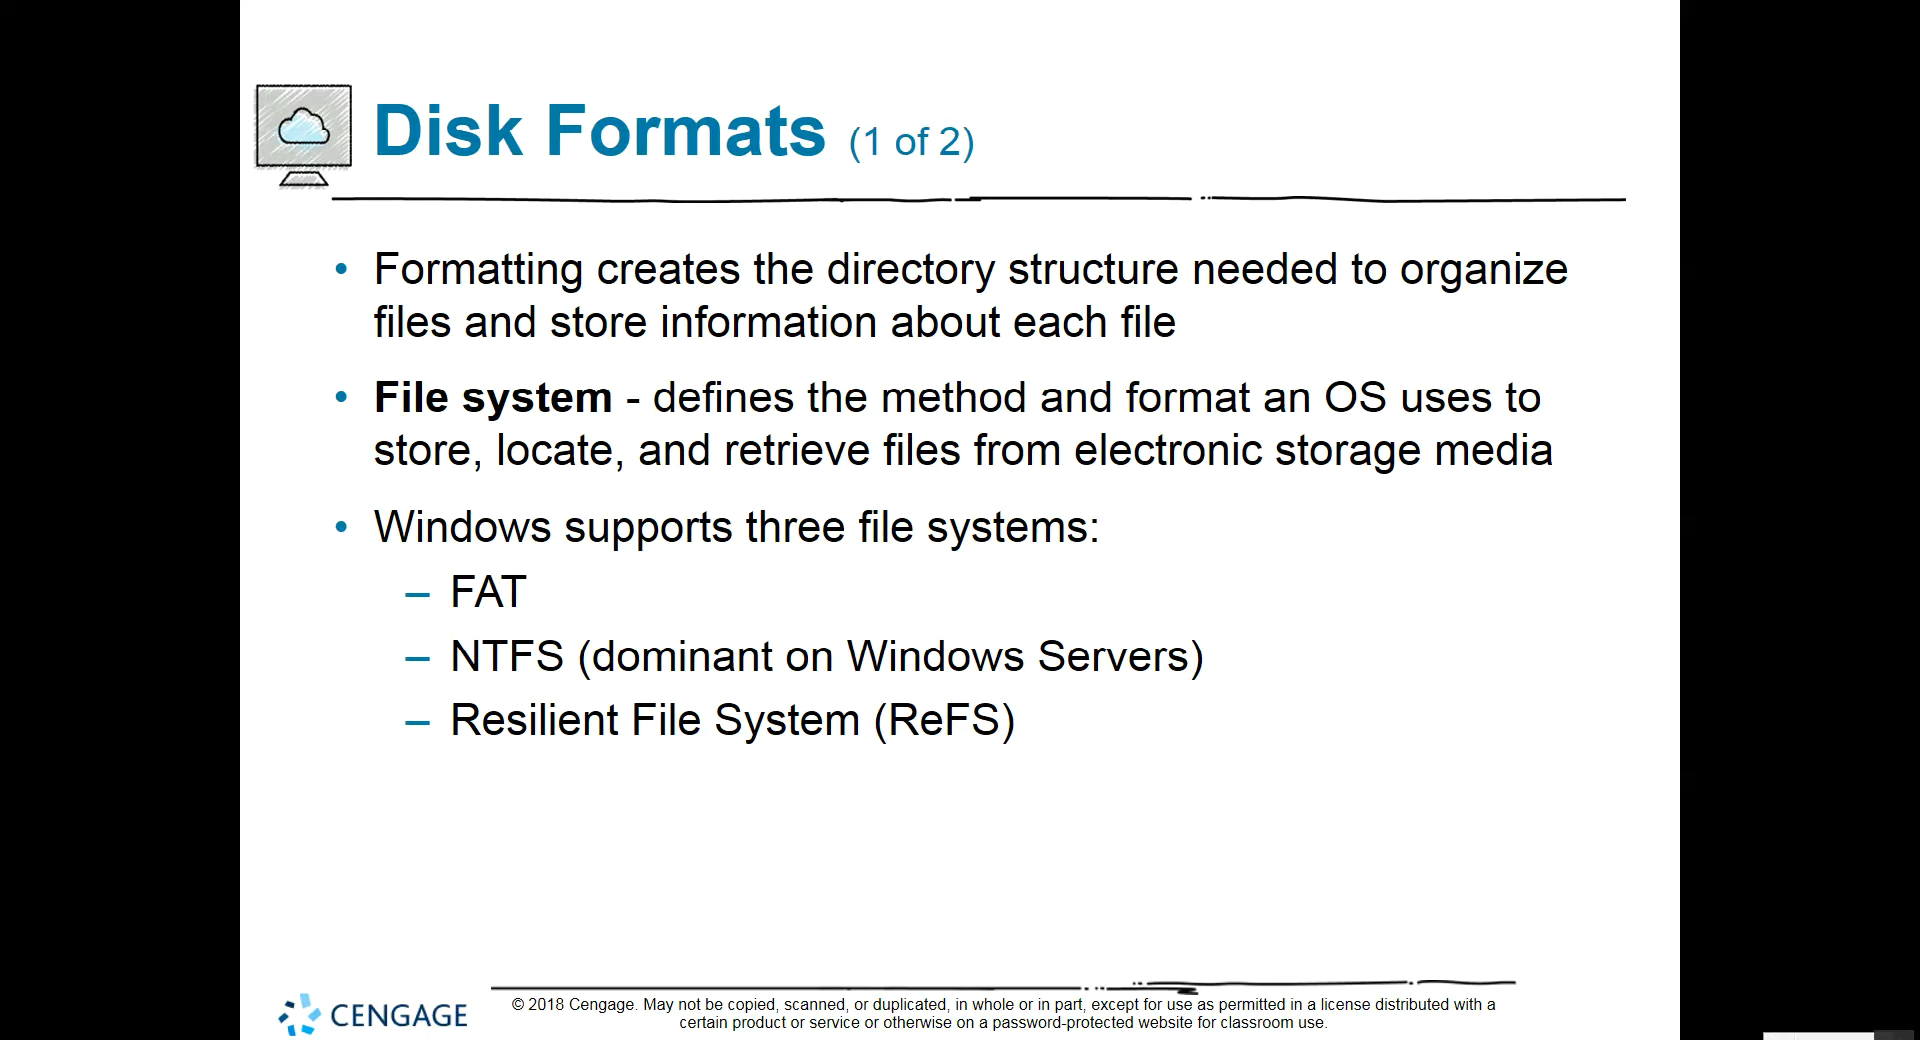 Disk Formats (1 of 2)
• Formatting creates the directory structure needed to organize
files and store information about each file
• File system - defines the method and format an OS uses to
store, locate, and retrieve files from electronic storage media
• Windows supports three file systems:
– FAT
– NTFS (dominant on Windows Servers)
– Resilient File System (ReFS)
CENGAGE
© 2018 Cengage. May not be copied, scanned, or duplicated, in whole or in part, except for use as permitted in a license distributed with a
certain product or service or otherwise on a password-protected website for classroom use.